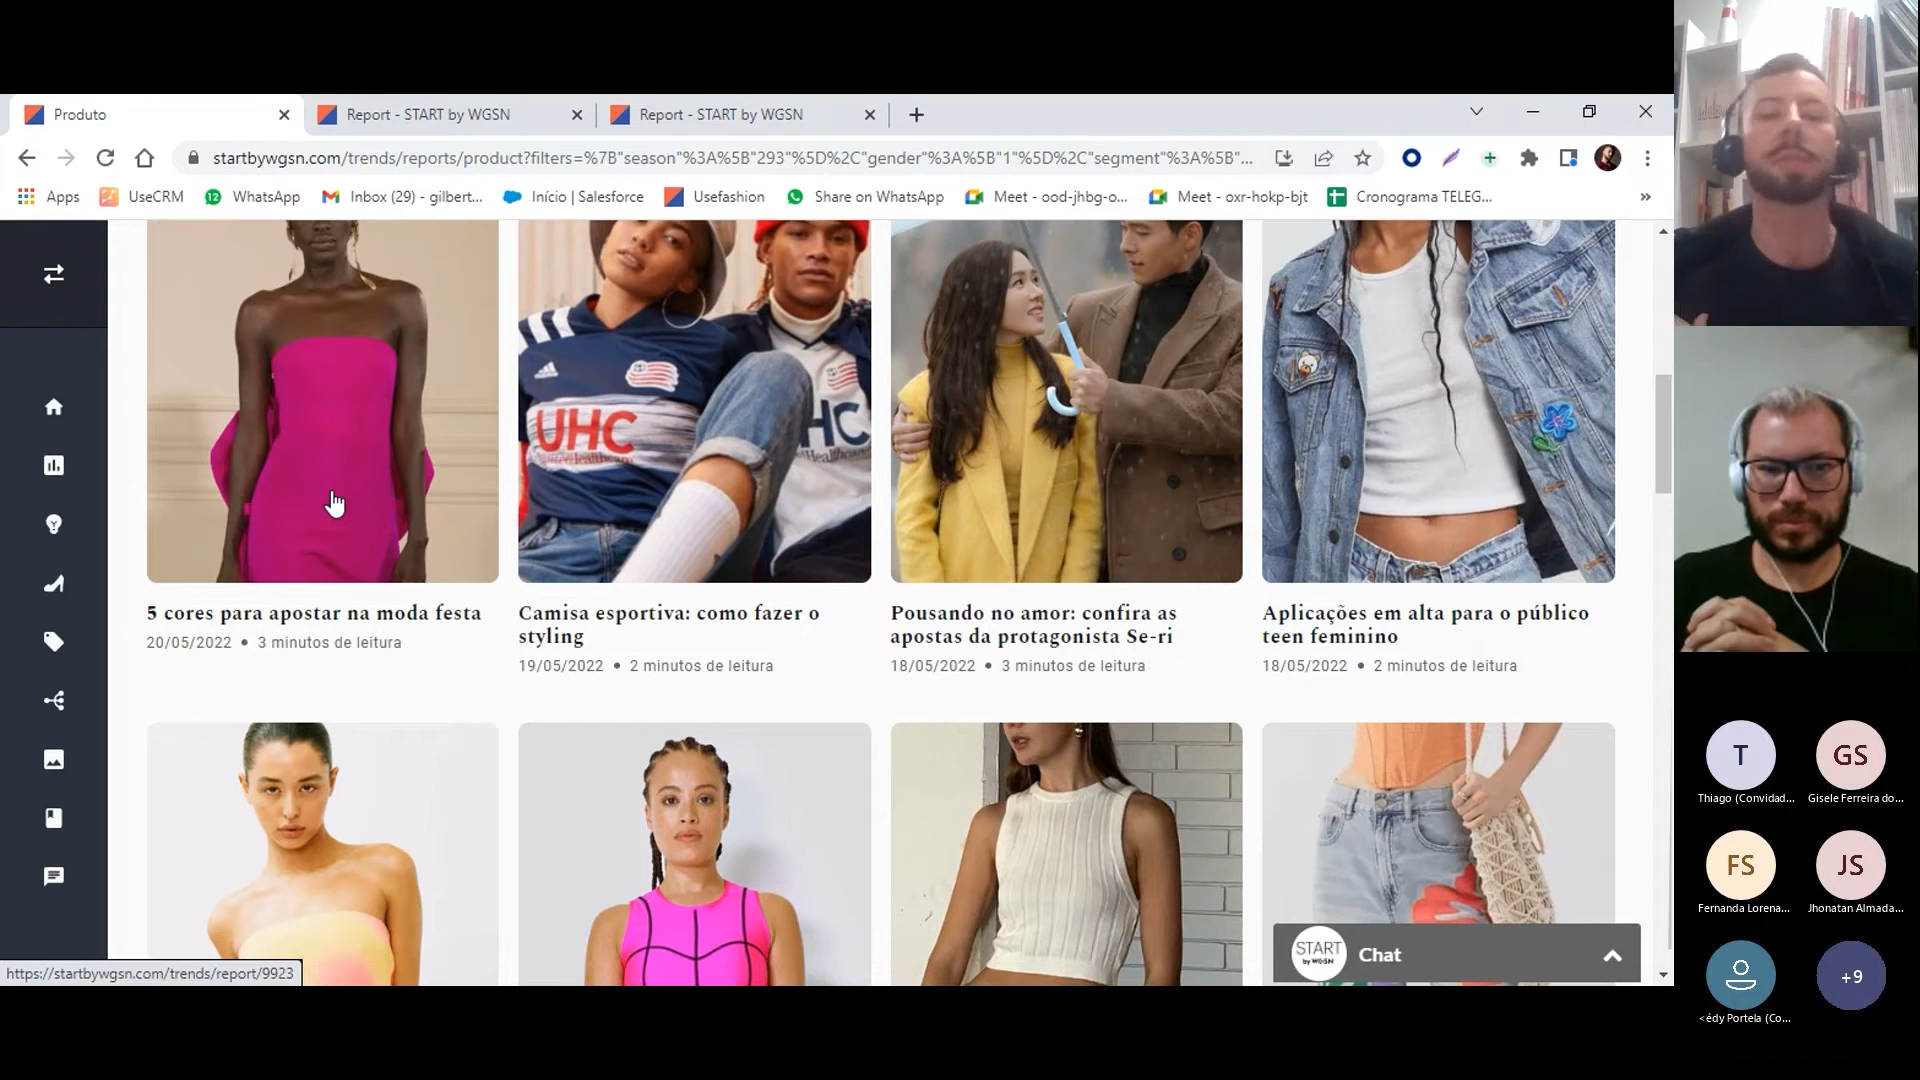 Produto
Report - START by WGSN
Report - START by WGSN
startbywgsn.com/trends/reports/product?filters=%7B"season"%3A%5B"293"%5D%2C"gender"%3A%5B"1"%5D%2C"segment"%3A%5B"...
Apps
UseCRM
12
WhatsApp
Inbox (29) - gilbert...
Início | Salesforce
Usefashion
Share on WhatsApp
Meet - ood-jhbg-o...
Meet - oxr-hokp-bjt
Cronograma TELEG...
»
UHC
HC
5 cores para apostar na moda festa
20/05/2022 • 3 minutos de leitura
Camisa esportiva: como fazer o
styling
19/05/2022 • 2 minutos de leitura
Pousando no amor: confira as
apostas da protagonista Se-ri
18/05/2022 • 3 minutos de leitura
Aplicações em alta para o público
teen feminino
18/05/2022 • 2 minutos de leitura
START
by WGSN
Chat
https://startbywgsn.com/trends/report/9923
T
Thiago (Convidad...
GS
Gisele Ferreira do...
FS
Fernanda Lorena...
JS
Jhonatan Almada...
<édy Portela (Co...
+9